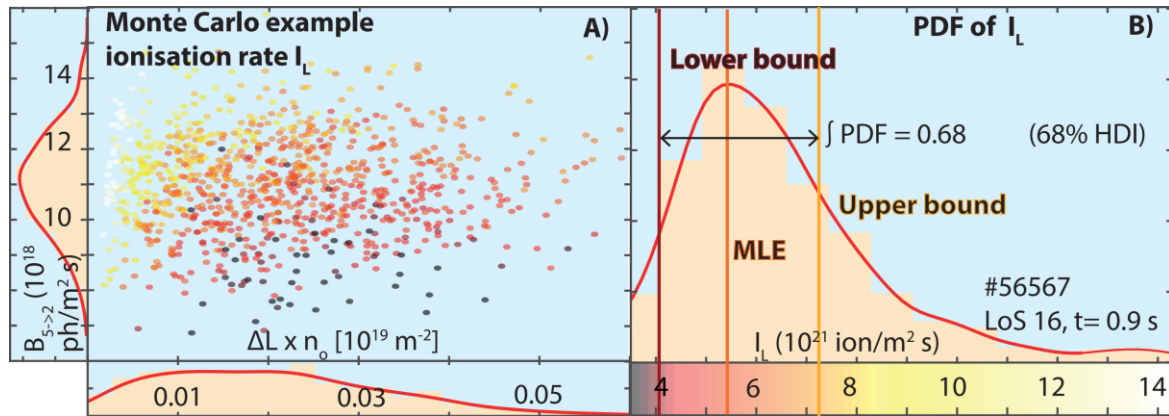 Monte Carlo example
ionisation rate I_L
A)
14
12
10
B_5->2 (10^18
ph/m^2 s)
ΔL x n_o [10^19 m^-2]
0.01
0.03
0.05
PDF of I_L
B)
Lower bound
∫ PDF = 0.68
(68% HDI)
Upper bound
MLE
#56567
LoS 16, t= 0.9 s
I_L (10^21 ion/m^2 s)
4
6
8
10
12
14